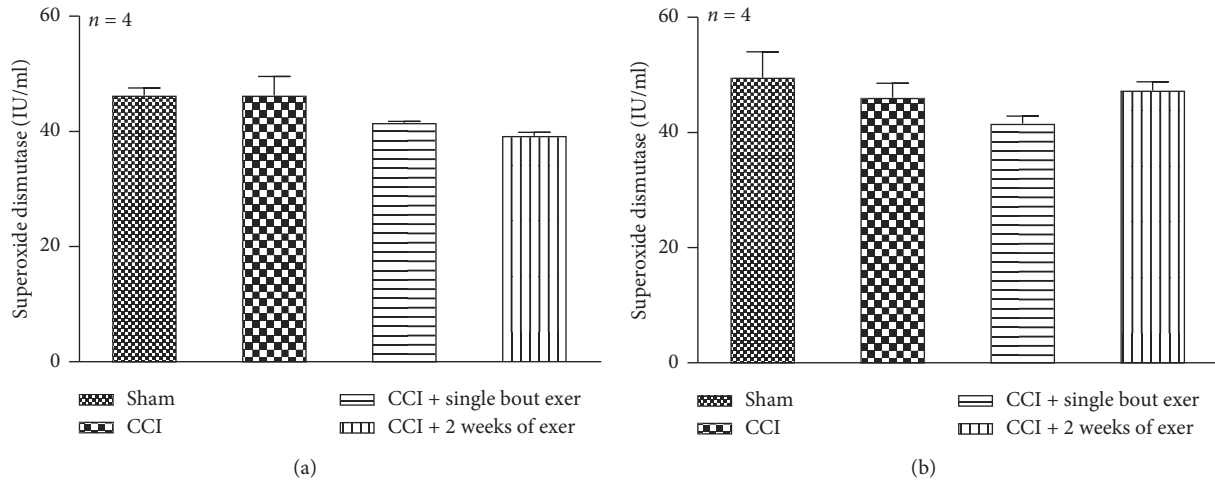 n = 4
60
40
20
0
Superoxide dismutase (IU/ml)
Sham
CCI
CCI + single bout exer
CCI + 2 weeks of exer
(a)
n = 4
60
40
20
0
Superoxide dismutase (IU/ml)
Sham
CCI
CCI + single bout exer
CCI + 2 weeks of exer
(b)